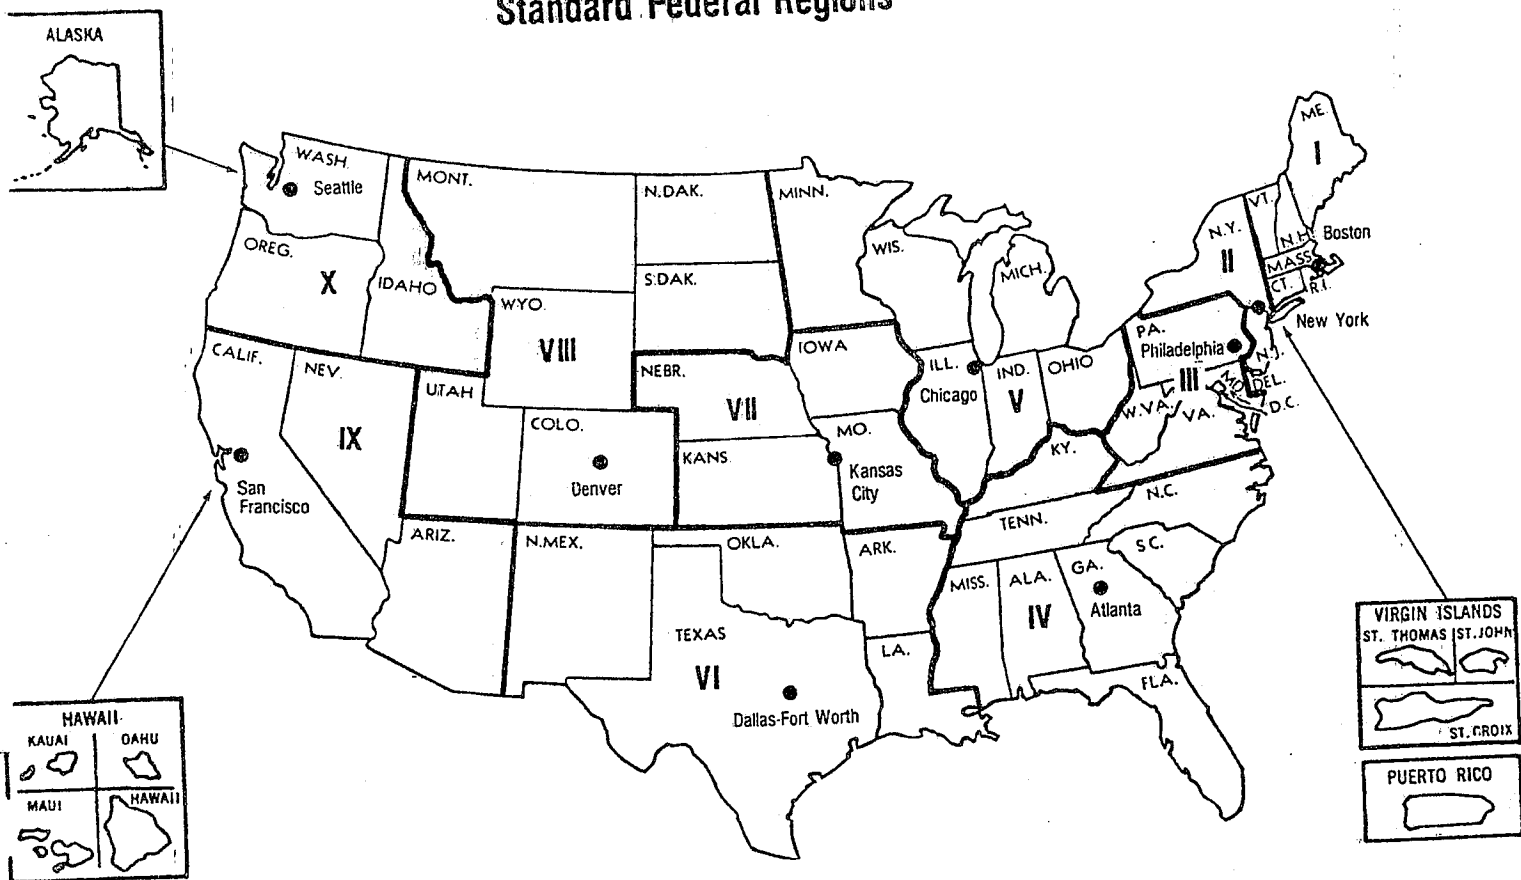 Standard Federal Regions
ALASKA
WASH.
Seattle
OREG.
X
IDAHO
MONT.
N.DAK.
S.DAK.
WYO.
VIII
MINN.
WIS.
MICH.
IOWA
NEBR.
VII
KANS.
MO.
Kansas
City
ILL.
Chicago
IND.
V
OHIO
CALIF.
NEV.
IX
UTAH
COLO.
Denver
San
Francisco
ARIZ.
N.MEX.
OKLA.
TEXAS
VI
Dallas-Fort Worth
ARK.
LA.
KY.
TENN.
MISS.
ALA.
IV
GA.
Atlanta
N.C.
S.C.
FLA.
ME.
I
VT.
N.H.
Boston
MASS.
CT.
R.I.
N.Y.
II
New York
PA.
Philadelphia
III
N.J.
MD.
DEL.
D.C.
W.VA.
VA.
HAWAII
KAUAI
OAHU
MAUI
HAWAII
VIRGIN ISLANDS
ST. THOMAS
ST. JOHN
ST. CROIX
PUERTO RICO